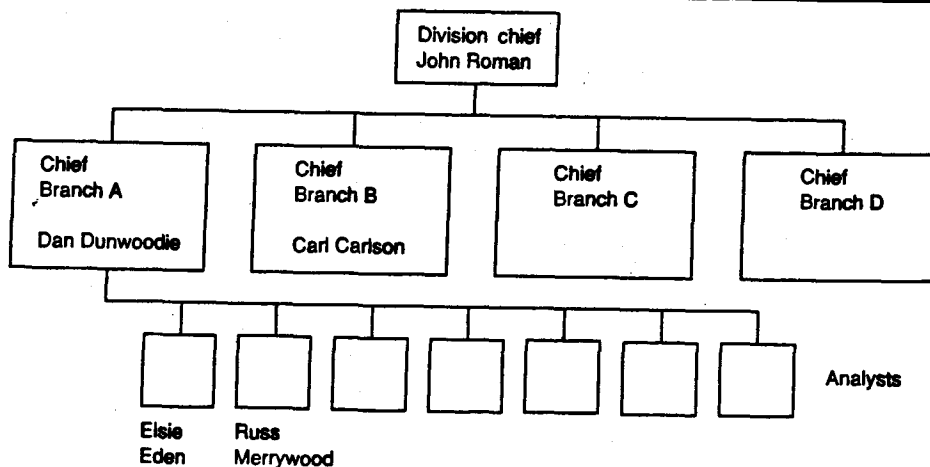 Division chief
John Roman
Chief
Branch A
Dan Dunwoodie
Chief
Branch B
Carl Carlson
Chief
Branch C
Chief
Branch D
Analysts
Elsie
Eden
Russ
Merrywood